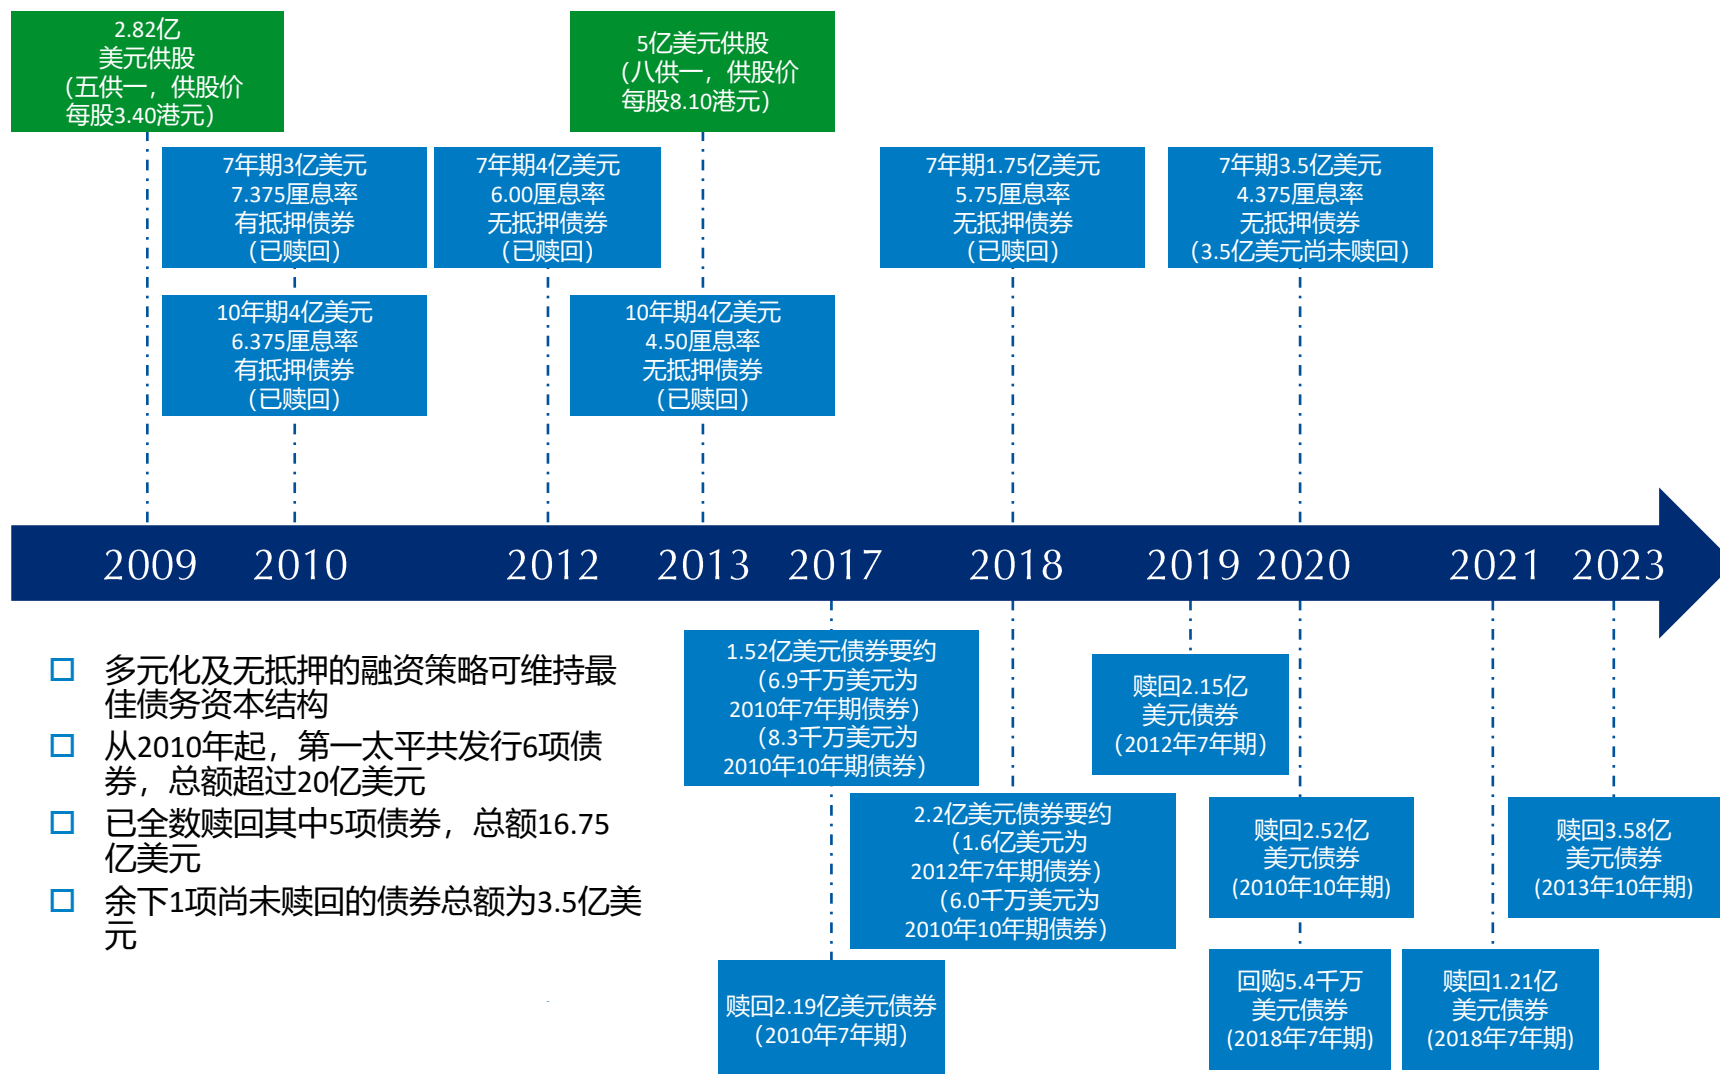 2.82亿
美元供股
（五供一，供股价
每股3.40港元）
5亿美元供股
（八供一，供股价
每股8.10港元）
7年期3亿美元
7.375厘息率
有抵押债券
（已赎回）
7年期4亿美元
6.00厘息率
无抵押债券
（已赎回）
7年期1.75亿美元
5.75厘息率
无抵押债券
（已赎回）
7年期3.5亿美元
4.375厘息率
无抵押债券
（3.5亿美元尚未赎回）
10年期4亿美元
6.375厘息率
有抵押债券
（已赎回）
10年期4亿美元
4.50厘息率
无抵押债券
（已赎回）
2009 2010 2012 2013 2017 2018 2019 2020 2021 2023
多元化及无抵押的融资策略可维持最
佳债务资本结构
从2010年起，第一太平共发行6项债
券，总额超过20亿美元
已全数赎回其中5项债券，总额16.75
亿美元
余下1项尚未赎回的债券总额为3.5亿美
元
1.52亿美元债券要约
（6.9千万美元为
2010年7年期债券）
（8.3千万美元为
2010年10年期债券）
赎回2.19亿美元债券
（2010年7年期）
2.2亿美元债券要约
（1.6亿美元为
2012年7年期债券）
（6.0千万美元为
2010年10年期债券）
赎回2.15亿
美元债券
（2012年7年期）
赎回2.52亿
美元债券
(2010年10年期)
回购5.4千万
美元债券
(2018年7年期)
赎回1.21亿
美元债券
(2018年7年期)
赎回3.58亿
美元债券
(2013年10年期)